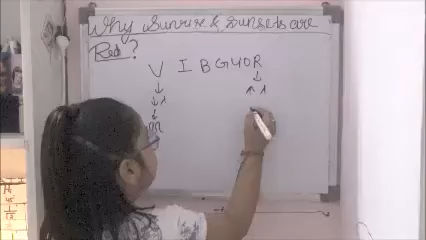 Why Sunrise & Sunsets are
Red?
V I B G Y O R
↓ ↓
↓ λ ↑ λ
↓